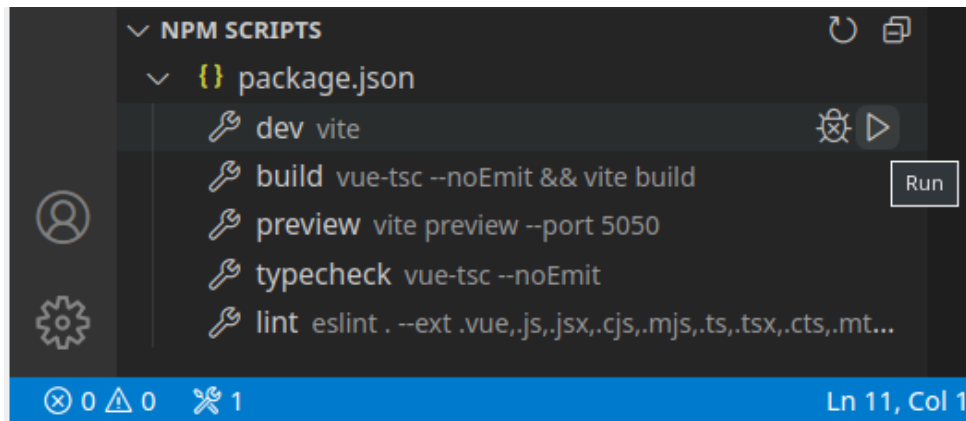 NPM SCRIPTS
{} package.json
dev vite
build vue-tsc --noEmit && vite build
Run
preview vite preview --port 5050
typecheck vue-tsc --noEmit
lint eslint . --ext .vue,.js,.jsx,.cjs,.mjs,.ts,.tsx,.cts,.mt...
0 0 1 Ln 11, Col 1